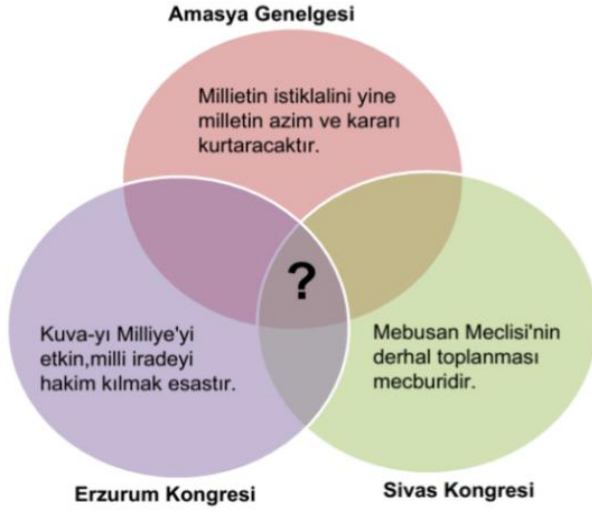 Amasya Genelgesi
Millietin istiklalini yine
milletin azim ve kararı
kurtaracaktır.
?
Kuva-yı Milliye'yi
etkin,milli iradeyi
hakim kılmak esastır.
Mebusan Meclisi'nin
derhal toplanması
mecburidir.
Erzurum Kongresi
Sivas Kongresi